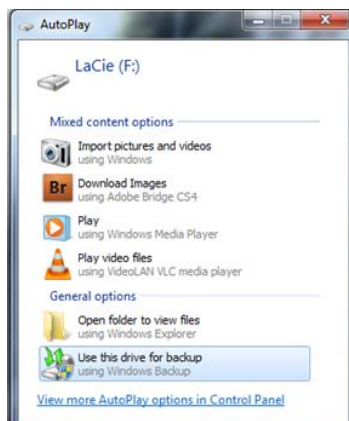 AutoPlay
LaCie (F:)
Mixed content options
Import pictures and videos
using Windows
Br
Download Images
using Adobe Bridge CS4
Play
using Windows Media Player
Play video files
using VideoLAN VLC media player
General options
Open folder to view files
using Windows Explorer
Use this drive for backup
using Windows Backup
View more AutoPlay options in Control Panel